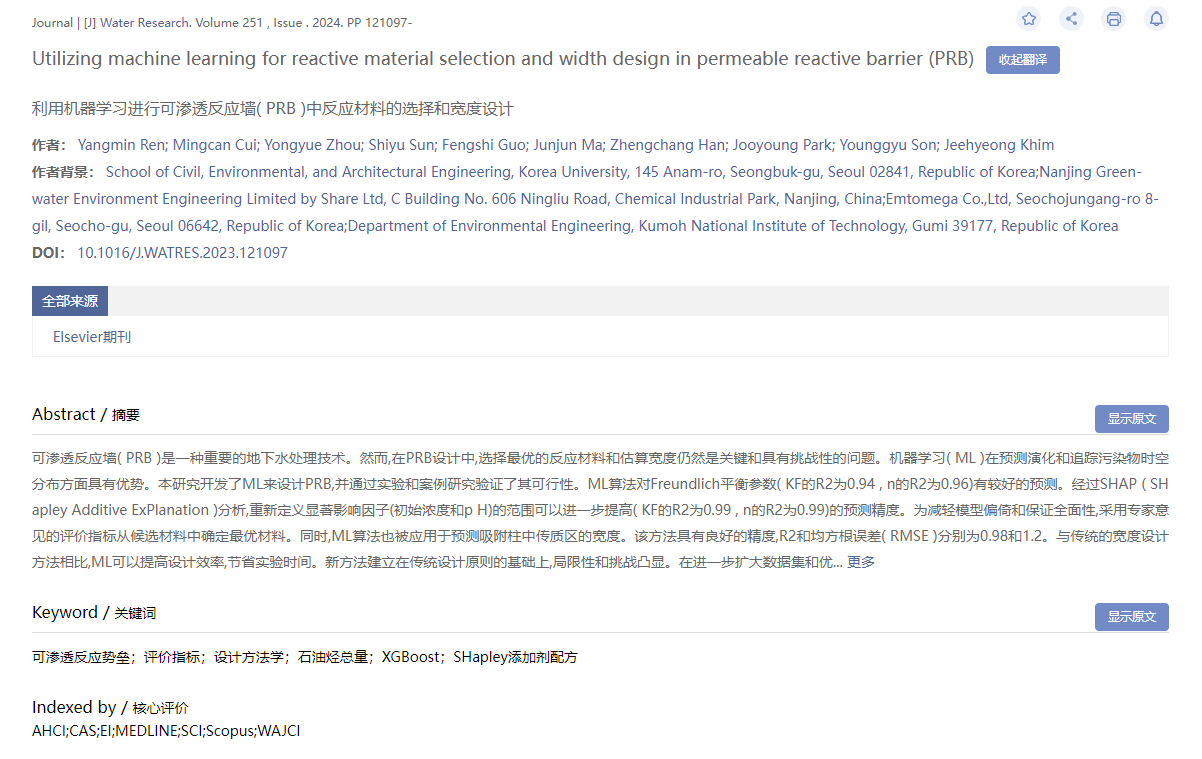 Journal | [J] Water Research. Volume 251 , Issue . 2024. PP 121097-
Utilizing machine learning for reactive material selection and width design in permeable reactive barrier (PRB) 收起翻译
利用机器学习进行可渗透反应墙( PRB )中反应材料的选择和宽度设计
作者： Yangmin Ren; Mingcan Cui; Yongyue Zhou; Shiyu Sun; Fengshi Guo; Junjun Ma; Zhengchang Han; Jooyoung Park; Younggyu Son; Jeehyeong Khim
作者背景： School of Civil, Environmental, and Architectural Engineering, Korea University, 145 Anam-ro, Seongbuk-gu, Seoul 02841, Republic of Korea;Nanjing Green-
water Environment Engineering Limited by Share Ltd, C Building No. 606 Ningliu Road, Chemical Industrial Park, Nanjing, China;Emtomega Co.,Ltd, Seochojungang-ro 8-
gil, Seocho-gu, Seoul 06642, Republic of Korea;Department of Environmental Engineering, Kumoh National Institute of Technology, Gumi 39177, Republic of Korea
DOI： 10.1016/J.WATRES.2023.121097
全部来源
Elsevier期刊
Abstract / 摘要
显示原文
可渗透反应墙( PRB )是一种重要的地下水处理技术。然而,在PRB设计中,选择最优的反应材料和估算宽度仍然是关键和具有挑战性的问题。机器学习( ML )在预测演化和追踪污染物时空
分布方面具有优势。本研究开发了ML来设计PRB,并通过实验和案例研究验证了其可行性。ML算法对Freundlich平衡参数( KF的R2为0.94 , n的R2为0.96)有较好的预测。经过SHAP ( SH
apley Additive ExPlanation )分析,重新定义显著影响因子(初始浓度和p H)的范围可以进一步提高( KF的R2为0.99 , n的R2为0.99)的预测精度。为减轻模型偏倚和保证全面性,采用专家意
见的评价指标从候选材料中确定最优材料。同时,ML算法也被应用于预测吸附柱中传质区的宽度。该方法具有良好的精度,R2和均方根误差( RMSE )分别为0.98和1.2。与传统的宽度设计
方法相比,ML可以提高设计效率,节省实验时间。新方法建立在传统设计原则的基础上,局限性和挑战凸显。在进一步扩大数据集和优... 更多
Keyword / 关键词
显示原文
可渗透反应势垒；评价指标；设计方法学；石油烃总量；XGBoost；SHapley添加剂配方
Indexed by / 核心评价
AHCI;CAS;EI;MEDLINE;SCI;Scopus;WAJCI